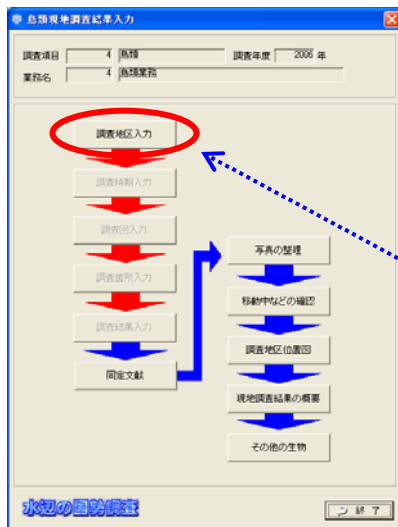 鳥類現地調査結果入力
調査項目 4 鳥類 調査年度 2006 年
業務名 4 鳥類業務
調査地区入力
調査時期入力
調査回入力
調査箇所入力
調査結果入力
同定文献
写真の整理
移動中などの確認
調査地区位置図
現地調査結果の概要
その他の生物
水辺の国勢調査
終了